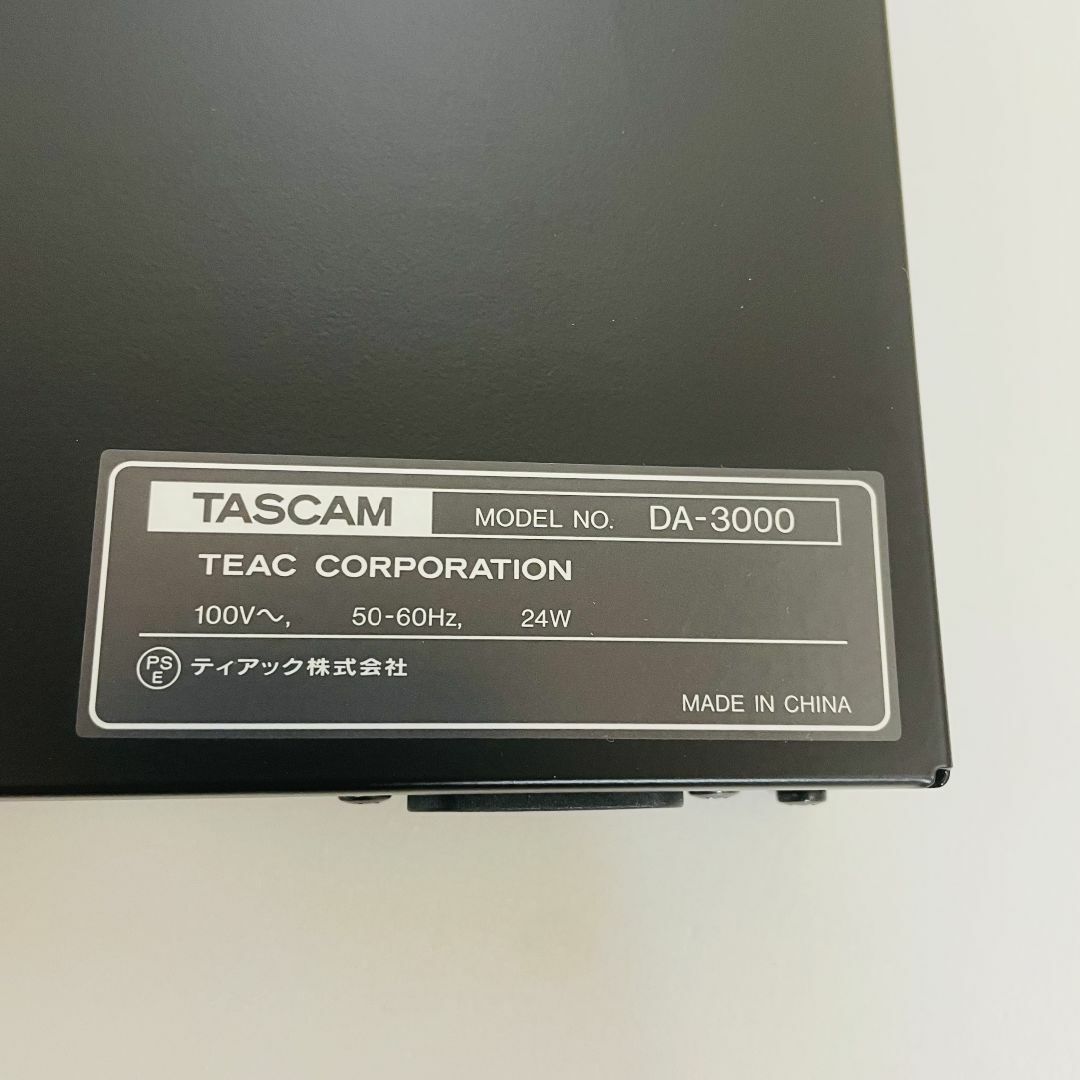 TASCAM MODEL NO. DA-3000
TEAC CORPORATION
100V〜, 50-60Hz, 24W
PSE ティアック株式会社
MADE IN CHINA